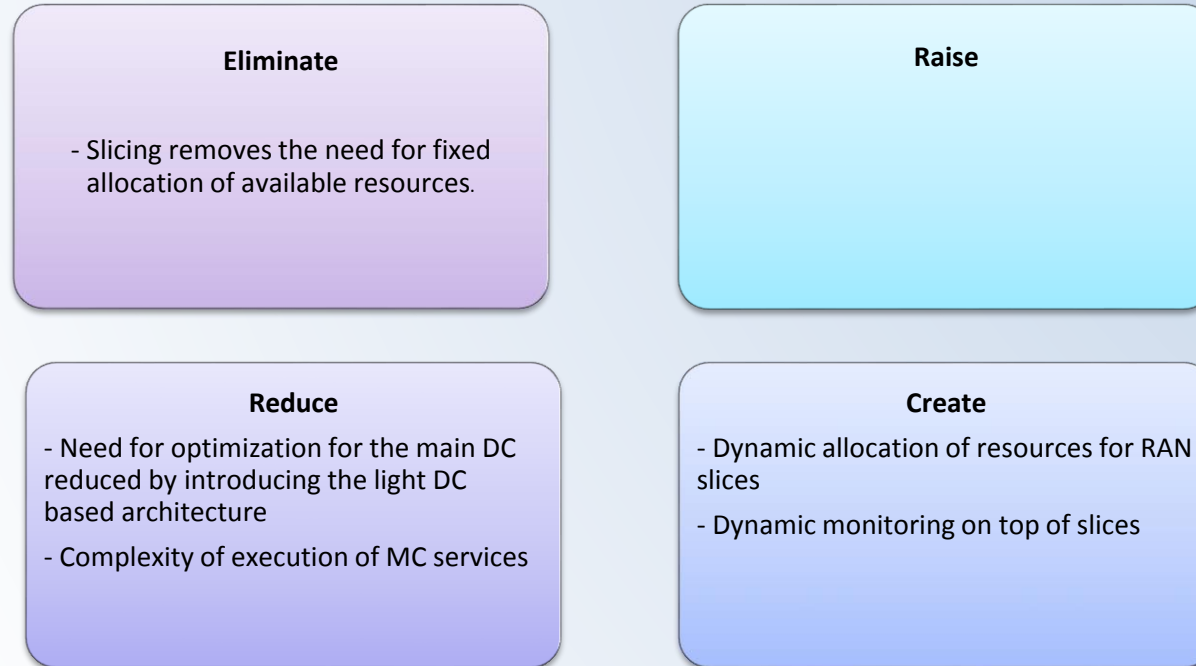 Eliminate
- Slicing removes the need for fixed
allocation of available resources.
Raise
Reduce
- Need for optimization for the main DC
reduced by introducing the light DC
based architecture
- Complexity of execution of MC services
Create
- Dynamic allocation of resources for RAN
slices
- Dynamic monitoring on top of slices